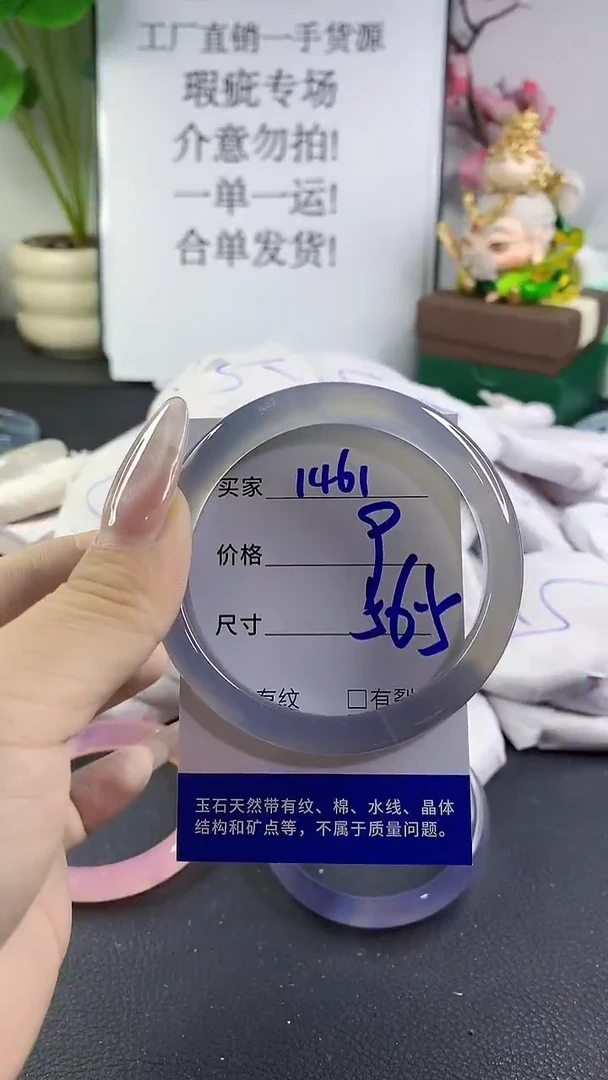 工厂直销一手货源
瑕疵专场
介意勿拍!
一单一运!
合单发货!
买家 1461
价格 P
尺寸 56.5
有纹 □有裂
玉石天然带有纹、棉、水线、晶体
结构和矿点等，不属于质量问题。